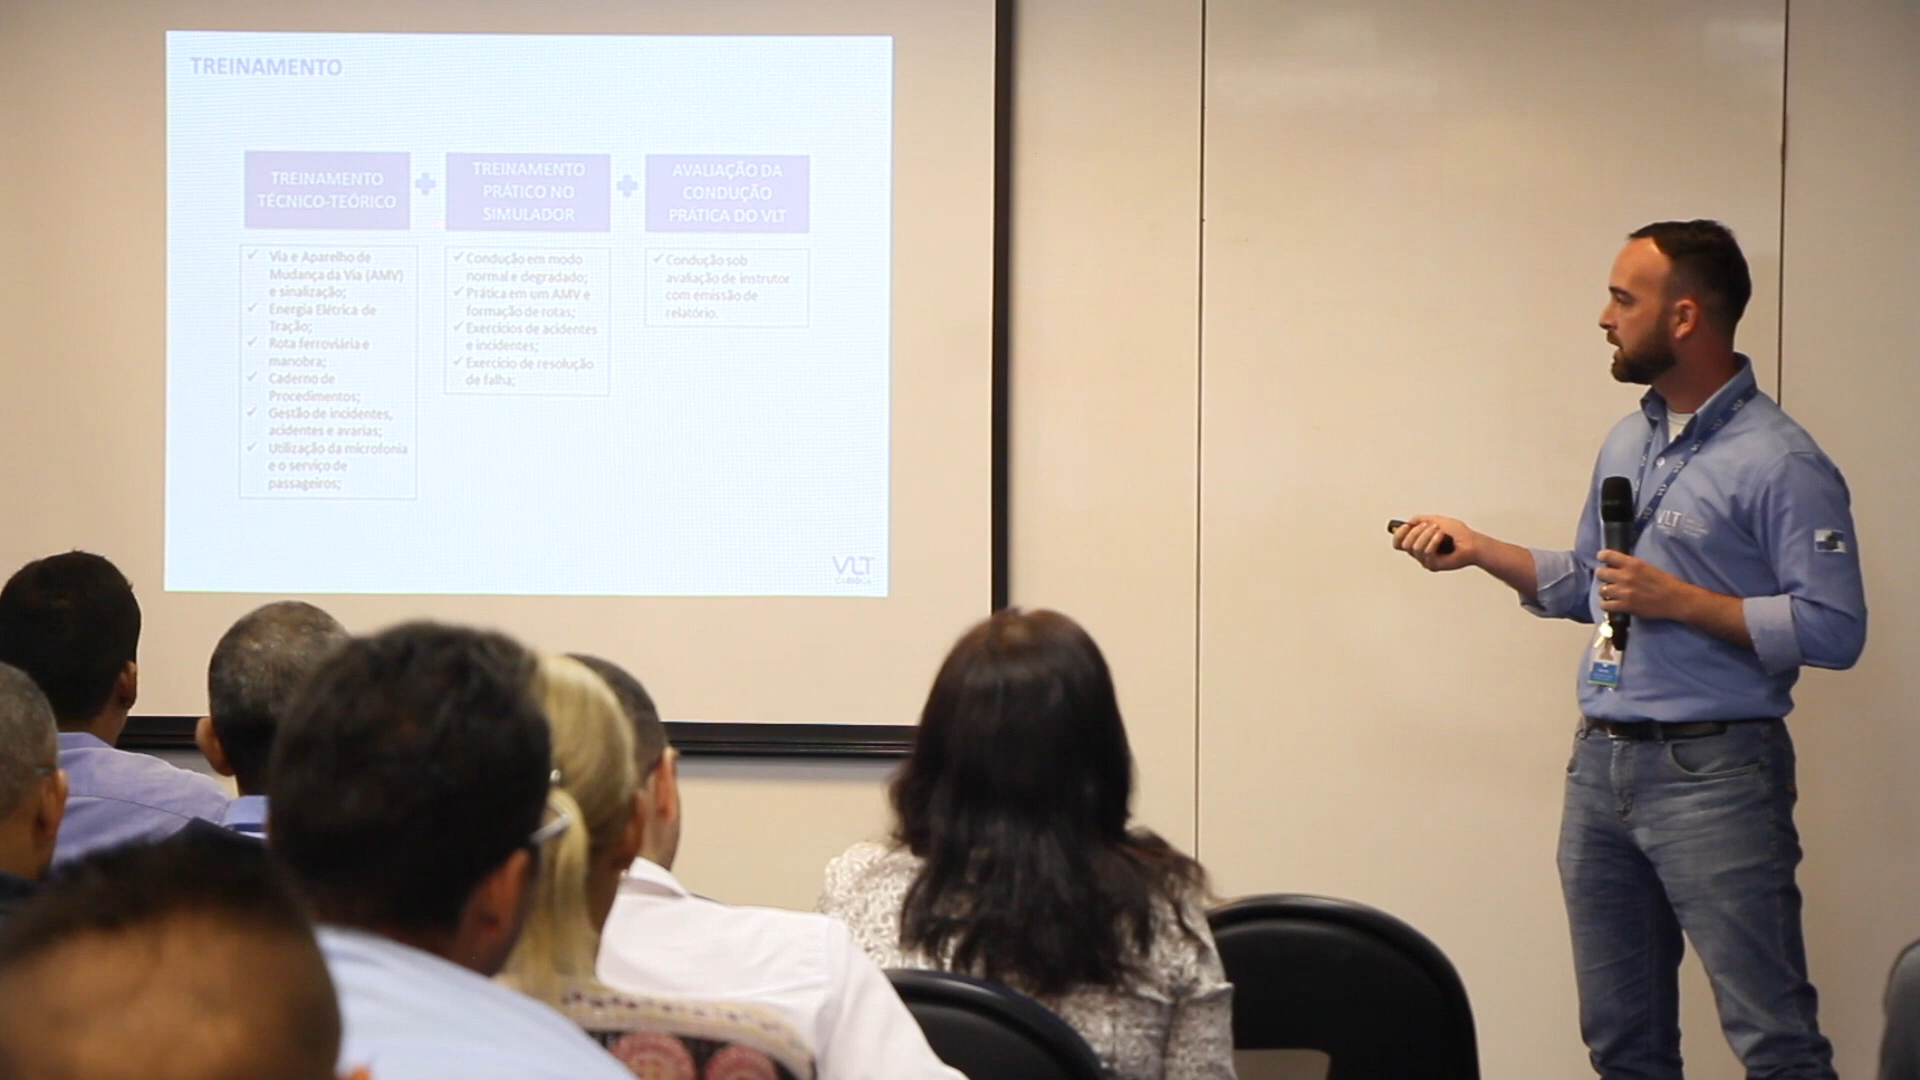 TREINAMENTO
TREINAMENTO
TÉCNICO-TEÓRICO
Via e Aparelho de
Mudança da Via (AMV)
e sinalização;
Energia Elétrica de
Tração;
Rota ferroviária e
manobra;
Caderno de
Procedimentos;
Gestão de incidentes,
acidentes e avarias;
Utilização da microfonia
e o serviço de
passageiros;
TREINAMENTO
PRÁTICO NO
SIMULADOR
Condução em modo
normal e degradado;
Prática em um AMV e
formação de rotas;
Exercícios de acidentes
e incidentes;
Exercício de resolução
de falha;
AVALIAÇÃO DA
CONDUÇÃO
PRÁTICA DO VLT
Condução sob
avaliação de instrutor
com emissão de
relatório.
VLT
CARIOCA
VLT